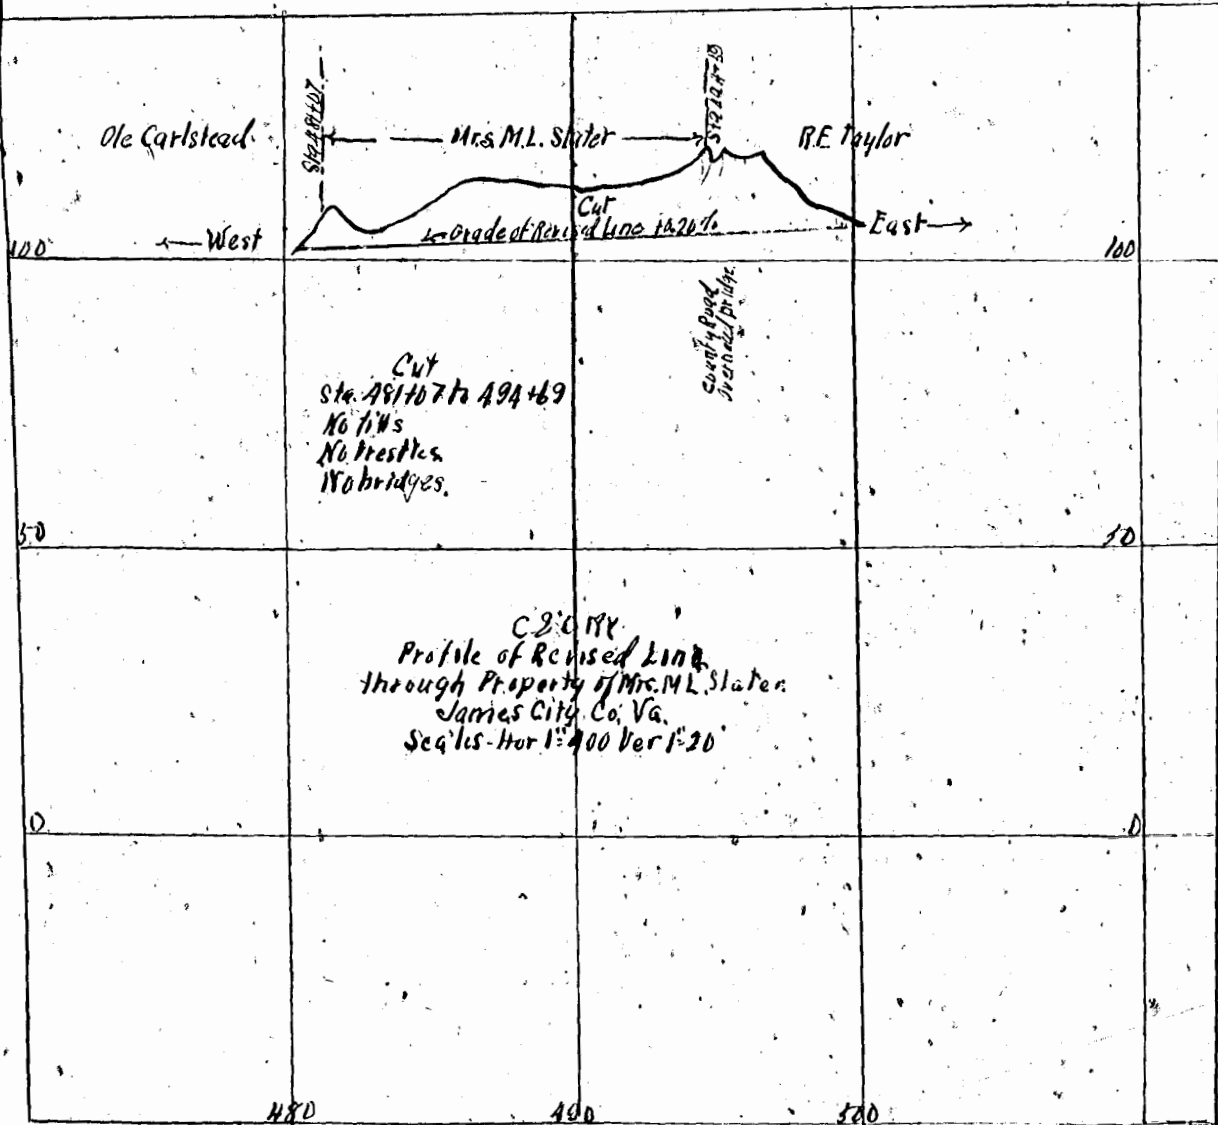 Sta 481+07
Sta 494+69
Ole Carlstead
Mrs. M.L. Slater
R.E. Taylor
Cut
West
Grade of Revised Line +0.20%
East
100
100
County Road
Overhead bridge
Cut
Sta. 481+07 to 494+69
No fills
No trestles
No bridges.
50
50
C & O Ry
Profile of Revised Line
through Property of Mrs. M.L. Slater
James City Co. Va.
Scales - Hor 1"=400 Ver 1"=20'
0
0
480
490
500